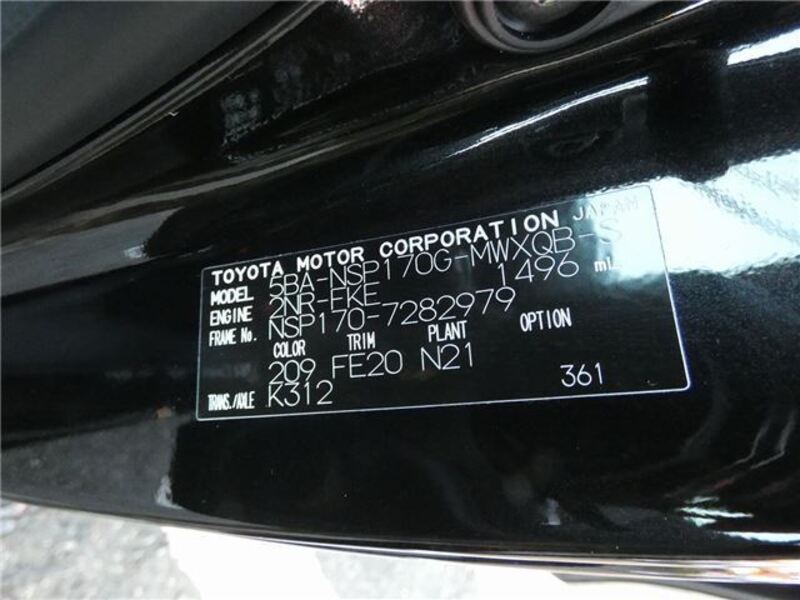 TOYOTA MOTOR CORPORATION JAPAN
MODEL 5BA-NSP170G-MWXQB-S
ENGINE 2NR-FKE 1496 mL
FRAME No. NSP170-7282979
COLOR TRIM PLANT OPTION
209 FE20 N21
TRANS./AXLE K312 361